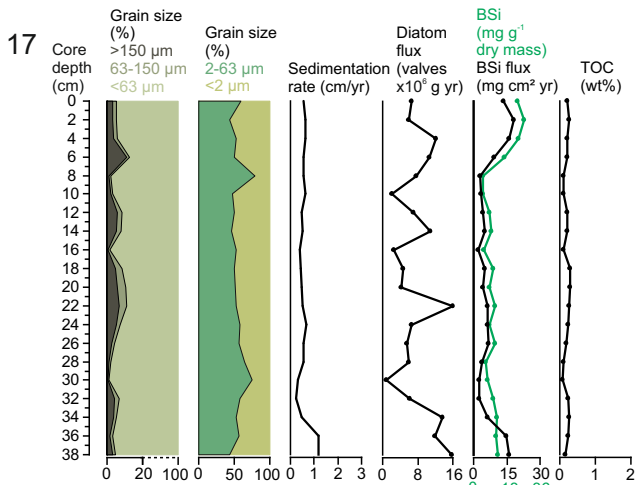 17
Core
depth
(cm)
Grain size
(%)
>150 µm
63-150 µm
<63 µm
Grain size
(%)
2-63 µm
<2 µm
Sedimentation
rate (cm/yr)
Diatom
flux
(valves
x10⁶ g yr)
BSi
(mg g⁻¹
dry mass)
BSi flux
(mg cm² yr)
TOC
(wt%)
0
2
4
6
8
10
12
14
16
18
20
22
24
26
28
30
32
34
36
38
0 20 100
0 50 100
0 1 2 3
0 8 16
0 15 30
0 1 2